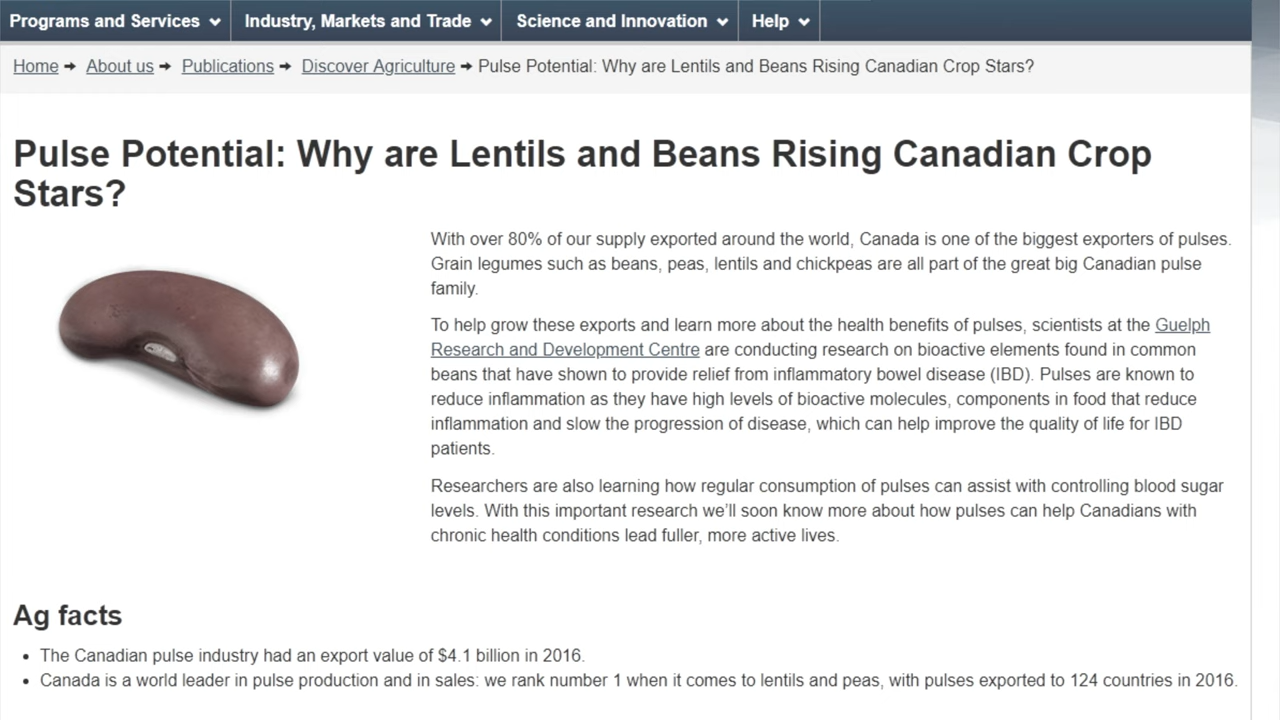 Programs and Services Industry, Markets and Trade Science and Innovation Help
Home → About us → Publications → Discover Agriculture → Pulse Potential: Why are Lentils and Beans Rising Canadian Crop Stars?
Pulse Potential: Why are Lentils and Beans Rising Canadian Crop
Stars?
With over 80% of our supply exported around the world, Canada is one of the biggest exporters of pulses.
Grain legumes such as beans, peas, lentils and chickpeas are all part of the great big Canadian pulse
family.
To help grow these exports and learn more about the health benefits of pulses, scientists at the Guelph
Research and Development Centre are conducting research on bioactive elements found in common
beans that have shown to provide relief from inflammatory bowel disease (IBD). Pulses are known to
reduce inflammation as they have high levels of bioactive molecules, components in food that reduce
inflammation and slow the progression of disease, which can help improve the quality of life for IBD
patients.
Researchers are also learning how regular consumption of pulses can assist with controlling blood sugar
levels. With this important research we’ll soon know more about how pulses can help Canadians with
chronic health conditions lead fuller, more active lives.
Ag facts
• The Canadian pulse industry had an export value of $4.1 billion in 2016.
• Canada is a world leader in pulse production and in sales: we rank number 1 when it comes to lentils and peas, with pulses exported to 124 countries in 2016.